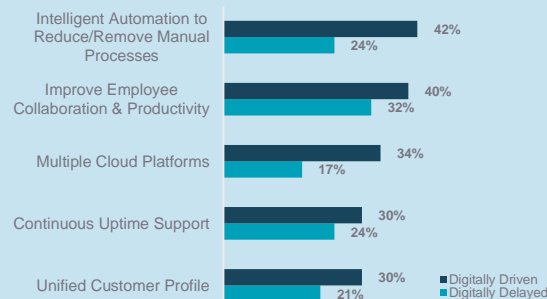 Intelligent Automation to
Reduce/Remove Manual
Processes
42%
24%
Improve Employee
Collaboration & Productivity
40%
32%
Multiple Cloud Platforms
34%
17%
Continuous Uptime Support
30%
24%
Unified Customer Profile
30%
21%
Digitally Driven
Digitally Delayed